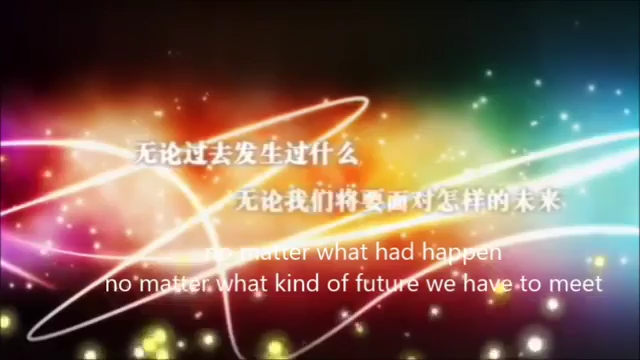 无论过去发生过什么
无论我们将要面对怎样的未来
no matter what had happen
no matter what kind of future we have to meet